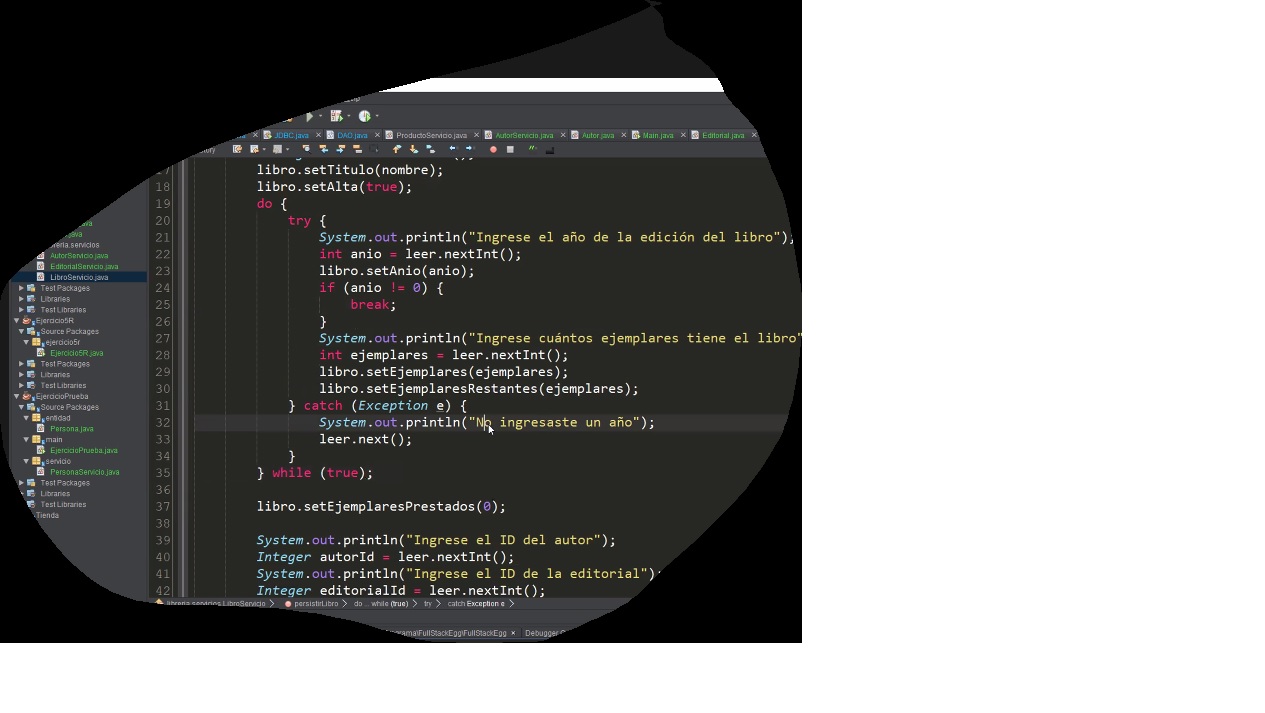 JDBC.java
DAO.java
ProductoServicio.java
AutorServicio.java
Autor.java
Main.java
Editorial.java
AutorServicio.java
EditorialServicio.java
LibroServicio.java
Test Packages
Libraries
Test Libraries
Ejercicio5R
Source Packages
ejercicio5r
Ejercicio5R.java
Test Packages
Libraries
Test Libraries
EjercicioPrueba
Source Packages
entidad
Persona.java
main
EjercicioPrueba.java
servicio
PersonaServicio.java
Test Packages
Libraries
Test Libraries
Tienda
17 libro.setTitulo(nombre);
18 libro.setAlta(true);
19 do {
20 try {
21 System.out.println("Ingrese el año de la edición del libro");
22 int anio = leer.nextInt();
23 libro.setAnio(anio);
24 if (anio != 0) {
25 break;
26 }
27 System.out.println("Ingrese cuántos ejemplares tiene el libro"
28 int ejemplares = leer.nextInt();
29 libro.setEjemplares(ejemplares);
30 libro.setEjemplaresRestantes(ejemplares);
31 } catch (Exception e) {
32 System.out.println("No ingresaste un año");
33 leer.next();
34 }
35 } while (true);
36
37 libro.setEjemplaresPrestados(0);
38
39 System.out.println("Ingrese el ID del autor");
40 Integer autorId = leer.nextInt();
41 System.out.println("Ingrese el ID de la editorial");
42 Integer editorialId = leer.nextInt();
libreria.servicios.LibroServicio > persistirLibro > do ... while (true) > try > catch Exception e >
orama\FullStackEgg\FullStackEgg × Debugger